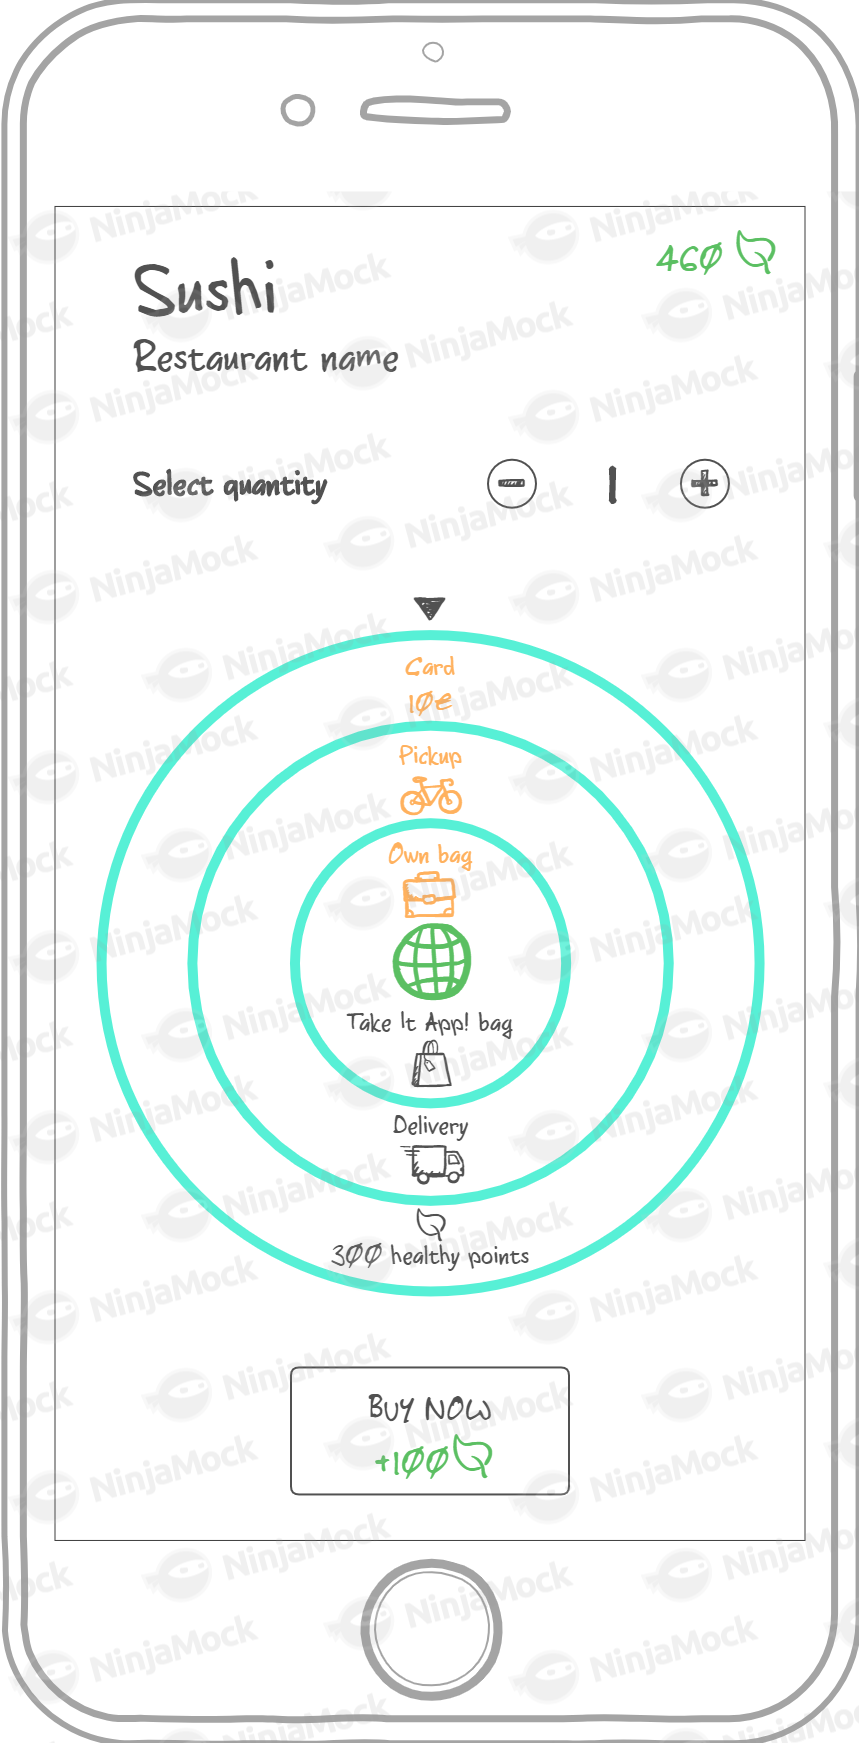 460
Sushi
Restaurant name
Select quantity
1
Card
10€
Pickup
Own bag
Take It App! bag
Delivery
300 healthy points
BUY NOW
+100
NinjaMock